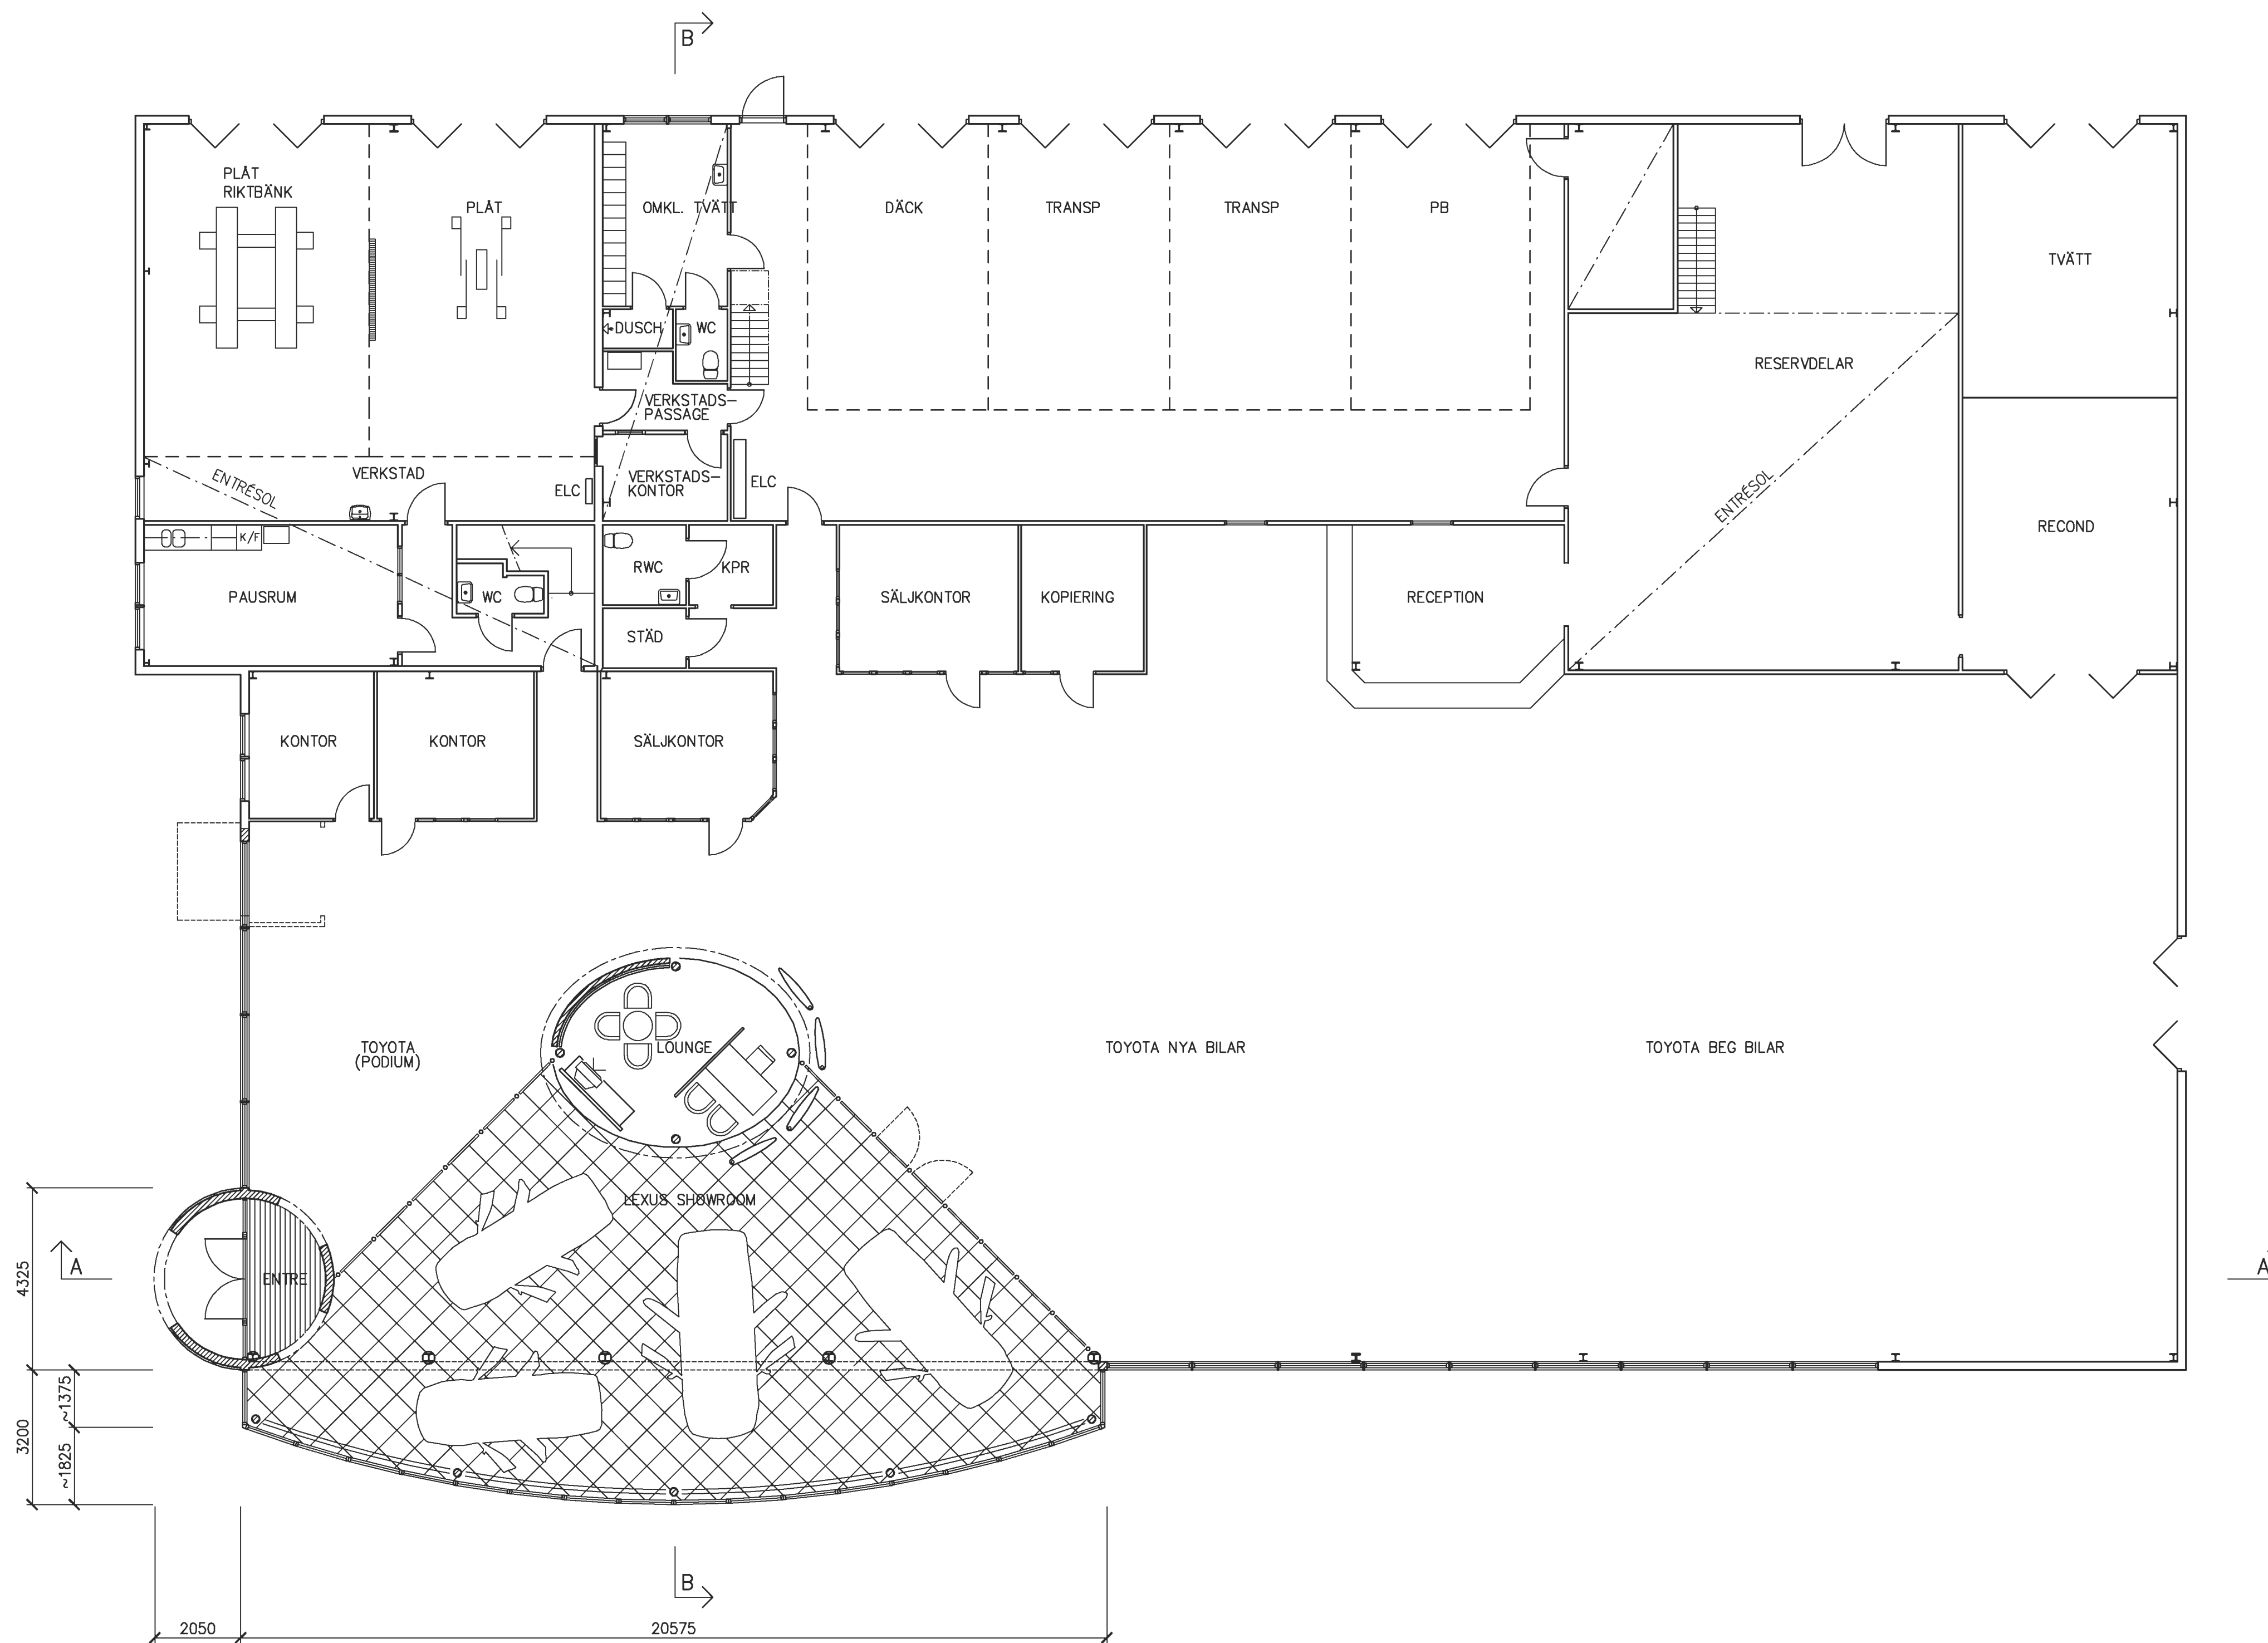 B
PLÅT
RIKTBÄNK
PLÅT
OMKL. TVÄTT
DÄCK
TRANSP
TRANSP
PB
TVÄTT
DUSCH
WC
RESERVDELAR
VERKSTADS-
PASSAGE
VERKSTAD
ENTRÉSOL
ELC
VERKSTADS-
KONTOR
ELC
ENTRÉSOL
RECOND
K/F
PAUSRUM
WC
RWC
KPR
STÄD
SÄLJKONTOR
KOPIERING
RECEPTION
KONTOR
KONTOR
SÄLJKONTOR
TOYOTA
(PODIUM)
LOUNGE
TOYOTA NYA BILAR
TOYOTA BEG BILAR
LEXUS SHOWROOM
A
ENTRE
A
4325
3200
~1375
~1825
B
2050
20575